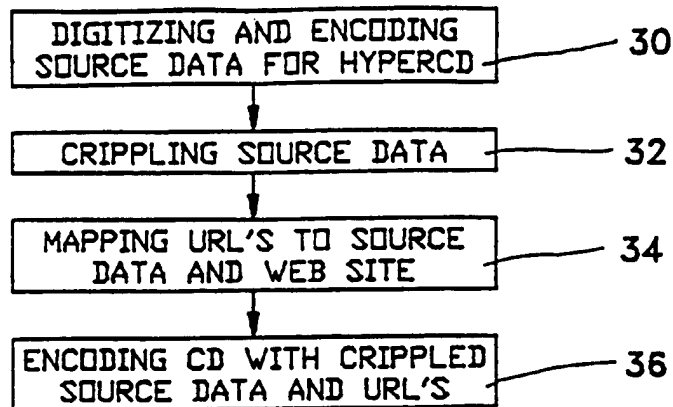 DIGITIZING AND ENCODING
SOURCE DATA FOR HYPERCD
30
CRIPPLING SOURCE DATA
32
MAPPING URL'S TO SOURCE
DATA AND WEB SITE
34
ENCODING CD WITH CRIPPLED
SOURCE DATA AND URL'S
36